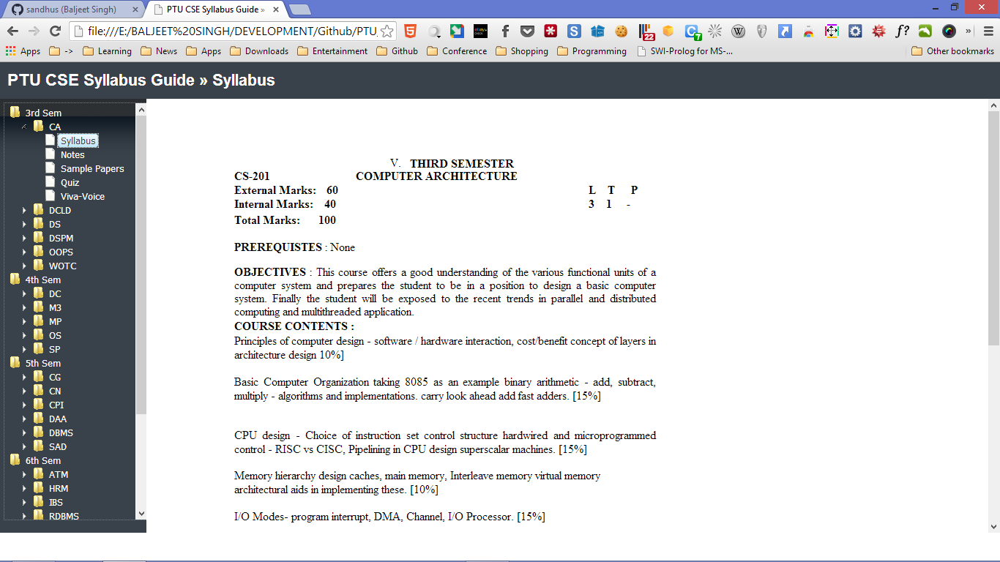 sandhus (Baljeet Singh)
PTU CSE Syllabus Guide »
file:///E:/BALJEET%20SINGH/DEVELOPMENT/Github/PTU_
22
7
f?
»
Apps
->
Learning
News
Apps
Downloads
Entertainment
Github
Conference
Shopping
Programming
SWI-Prolog for MS-...
Other bookmarks
PTU CSE Syllabus Guide » Syllabus
3rd Sem
CA
Syllabus
Notes
Sample Papers
Quiz
Viva-Voice
DCLD
DS
DSPM
OOPS
WOTC
4th Sem
DC
M3
MP
OS
SP
5th Sem
CG
CN
CPI
DAA
DBMS
SAD
6th Sem
ATM
HRM
IBS
RDBMS
V. THIRD SEMESTER
CS-201 COMPUTER ARCHITECTURE
External Marks: 60 L T P
Internal Marks: 40 3 1 -
Total Marks: 100
PREREQUISTES : None
OBJECTIVES : This course offers a good understanding of the various functional units of a
computer system and prepares the student to be in a position to design a basic computer
system. Finally the student will be exposed to the recent trends in parallel and distributed
computing and multithreaded application.
COURSE CONTENTS :
Principles of computer design - software / hardware interaction, cost/benefit concept of layers in
architecture design 10%]
Basic Computer Organization taking 8085 as an example binary arithmetic - add, subtract,
multiply - algorithms and implementations. carry look ahead add fast adders. [15%]
CPU design - Choice of instruction set control structure hardwired and microprogrammed
control - RISC vs CISC, Pipelining in CPU design superscalar machines. [15%]
Memory hierarchy design caches, main memory, Interleave memory virtual memory
architectural aids in implementing these. [10%]
I/O Modes- program interrupt, DMA, Channel, I/O Processor. [15%]